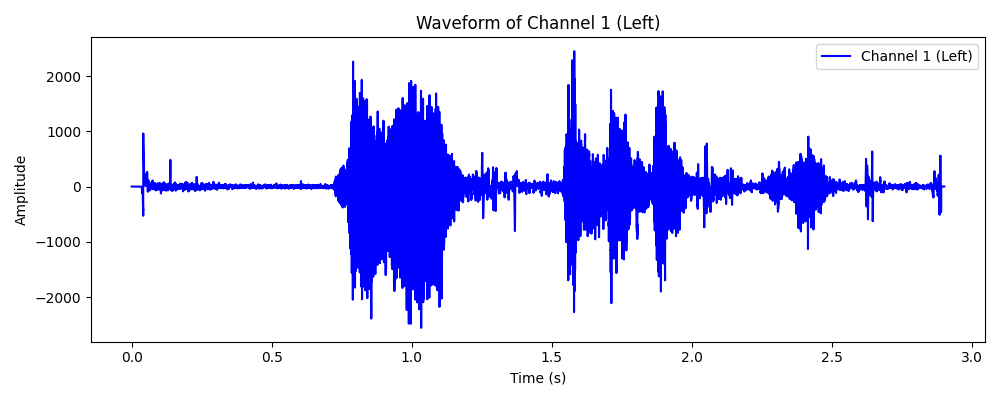 Waveform of Channel 1 (Left)
Channel 1 (Left)
Amplitude
2000
1000
0
−1000
−2000
0.0 0.5 1.0 1.5 2.0 2.5 3.0
Time (s)